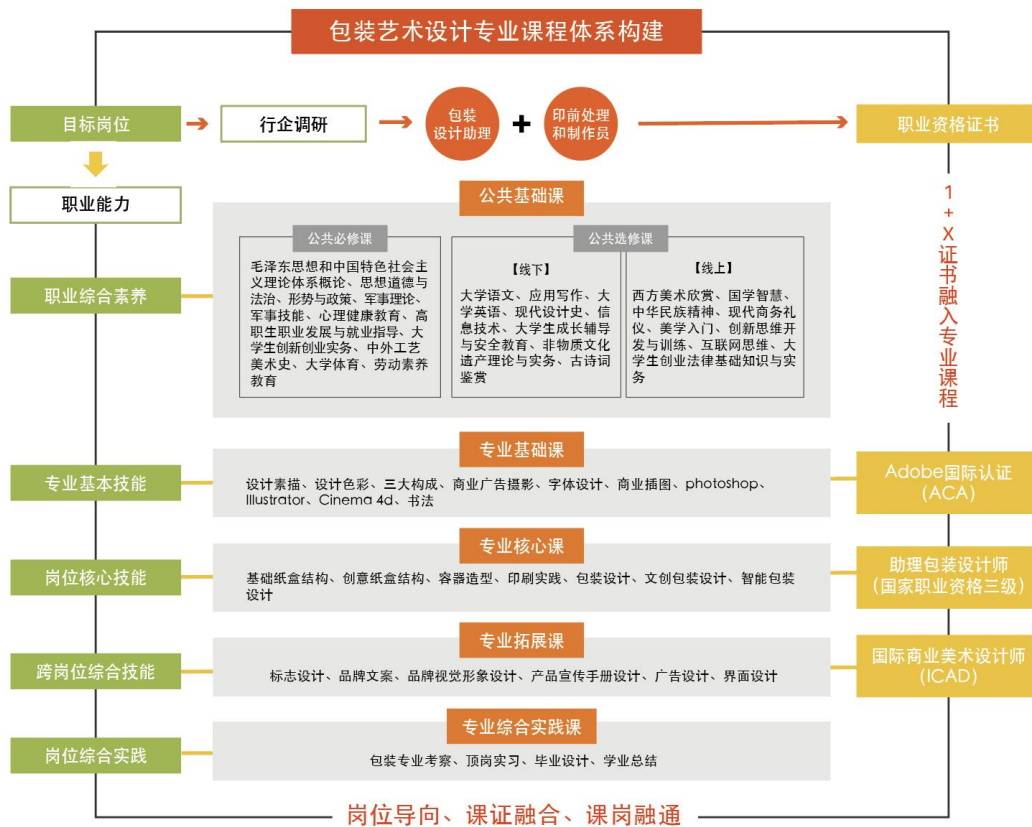 包装艺术设计专业课程体系构建
目标岗位
行企调研
包装
设计助理
+
印前处理
和制作员
职业资格证书
职业能力
公共基础课
公共必修课
毛泽东思想和中国特色社会主
义理论体系概论、思想道德与
法治、形势与政策、军事理论、
军事技能、心理健康教育、高
职生职业发展与就业指导、大
学生创新创业实务、中外工艺
美术史、大学体育、劳动素养
教育
公共选修课
【线下】
大学语文、应用写作、大
学英语、现代设计史、信
息技术、大学生成长辅导
与安全教育、非物质文化
遗产理论与实务、古诗词
鉴赏
【线上】
西方美术欣赏、国学智慧、
中华民族精神、现代商务礼
仪、美学入门、创新思维开
发与训练、互联网思维、大
学生创业法律基础知识与实
务
职业综合素养
1+X证书融入专业课程
专业基础课
专业基本技能
设计素描、设计色彩、三大构成、商业广告摄影、字体设计、商业插图、photoshop、
Illustrator、Cinema 4d、书法
Adobe国际认证
(ACA)
专业核心课
岗位核心技能
基础纸盒结构、创意纸盒结构、容器造型、印刷实践、包装设计、文创包装设计、智能包装
设计
助理包装设计师
（国家职业资格三级）
专业拓展课
跨岗位综合技能
标志设计、品牌文案、品牌视觉形象设计、产品宣传手册设计、广告设计、界面设计
国际商业美术设计师
(ICAD)
专业综合实践课
岗位综合实践
包装专业考察、顶岗实习、毕业设计、学业总结
岗位导向、课证融合、课岗融通